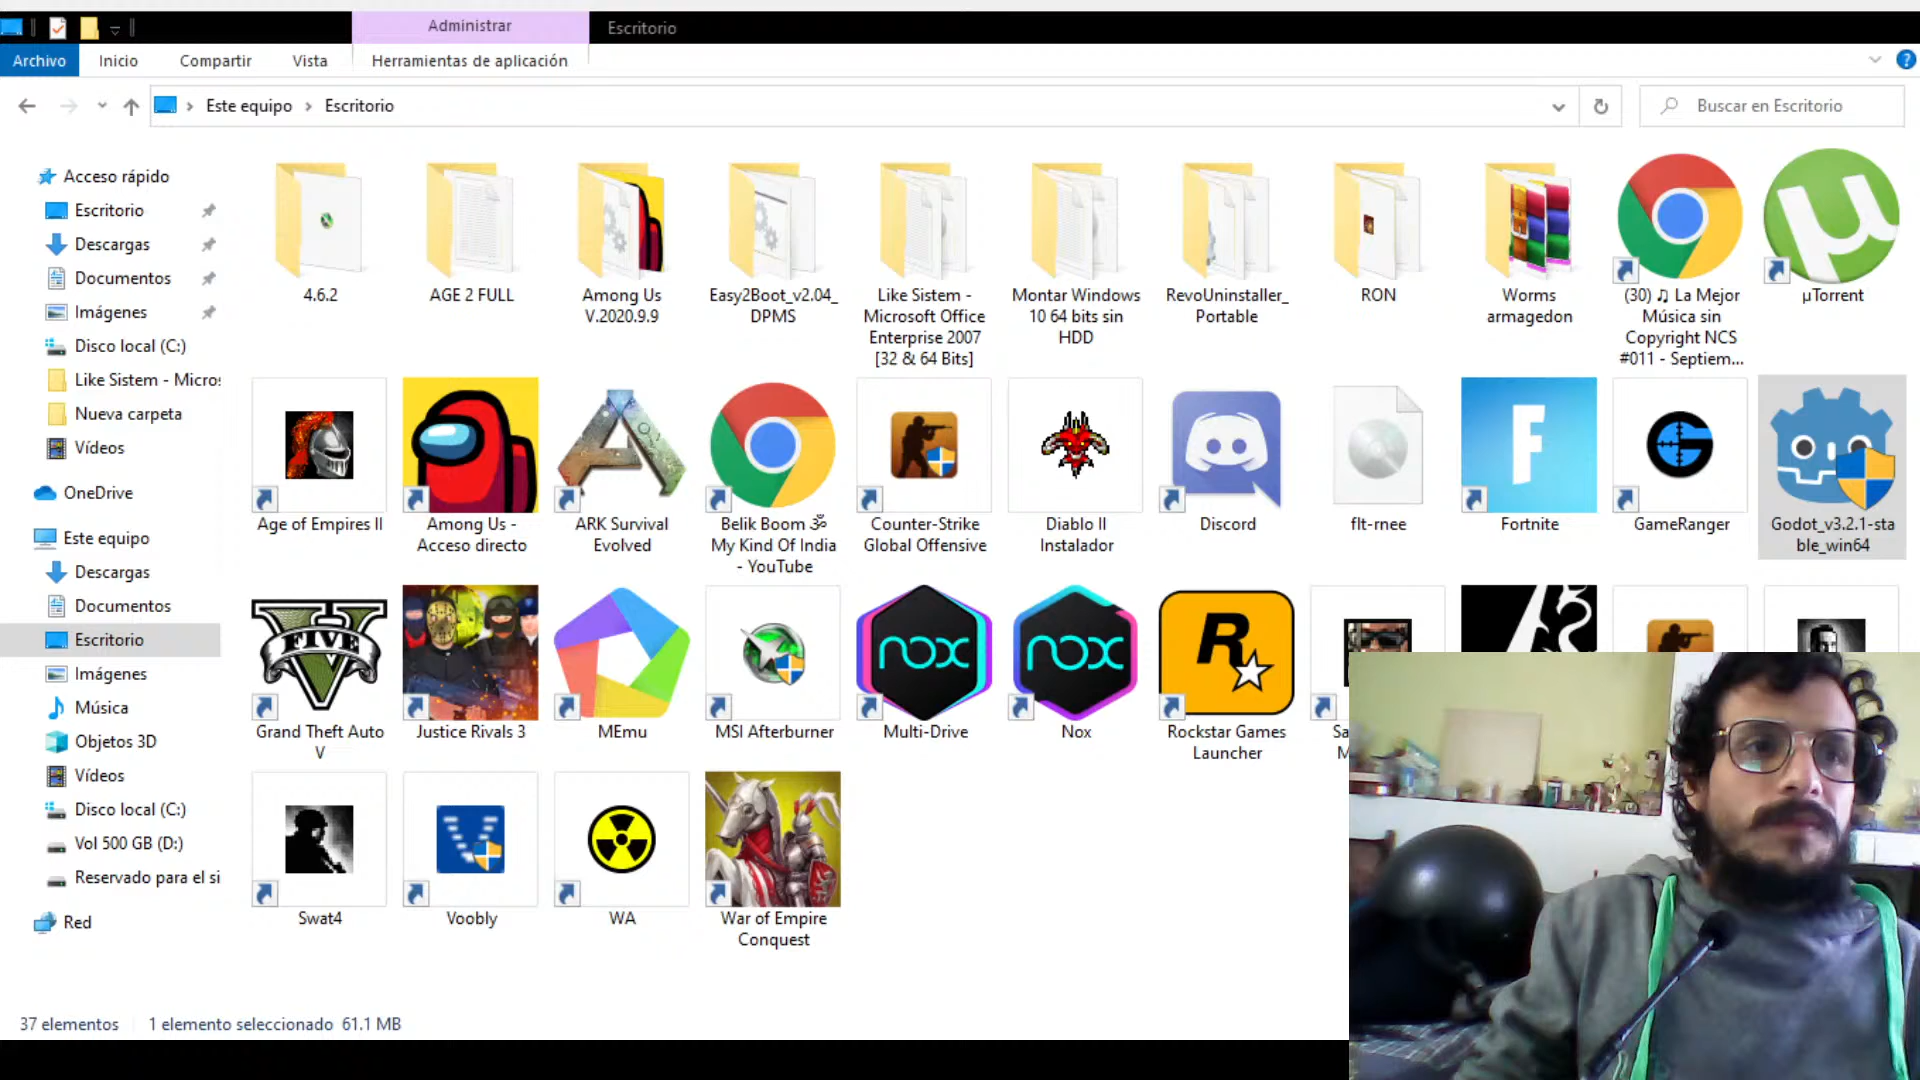 Administrar
Escritorio
Archivo
Inicio
Compartir
Vista
Herramientas de aplicación
Este equipo
Escritorio
Buscar en Escritorio
Acceso rápido
Escritorio
Descargas
Documentos
Imágenes
Disco local (C:)
Like Sistem - Micro
Nueva carpeta
Vídeos
OneDrive
Este equipo
Descargas
Documentos
Escritorio
Imágenes
Música
Objetos 3D
Vídeos
Disco local (C:)
Vol 500 GB (D:)
Reservado para el si
Red
4.6.2
AGE 2 FULL
Among Us
V.2020.9.9
Easy2Boot_v2.04_
DPMS
Like Sistem -
Microsoft Office
Enterprise 2007
[32 & 64 Bits]
Montar Windows
10 64 bits sin
HDD
RevoUninstaller_
Portable
RON
Worms
armagedon
(30) ♫ La Mejor
Música sin
Copyright NCS
#011 - Septiem...
µTorrent
Age of Empires II
Among Us -
Acceso directo
ARK Survival
Evolved
Belik Boom ॐ
My Kind Of India
- YouTube
Counter-Strike
Global Offensive
Diablo II
Instalador
Discord
flt-rnee
F
Fortnite
GameRanger
Godot_v3.2.1-sta
ble_win64
FIVE
Grand Theft Auto
V
Justice Rivals 3
MEmu
MSI Afterburner
nox
Multi-Drive
nox
Nox
R
Rockstar Games
Launcher
Swat4
Voobly
WA
War of Empire
Conquest
37 elementos
1 elemento seleccionado 61.1 MB